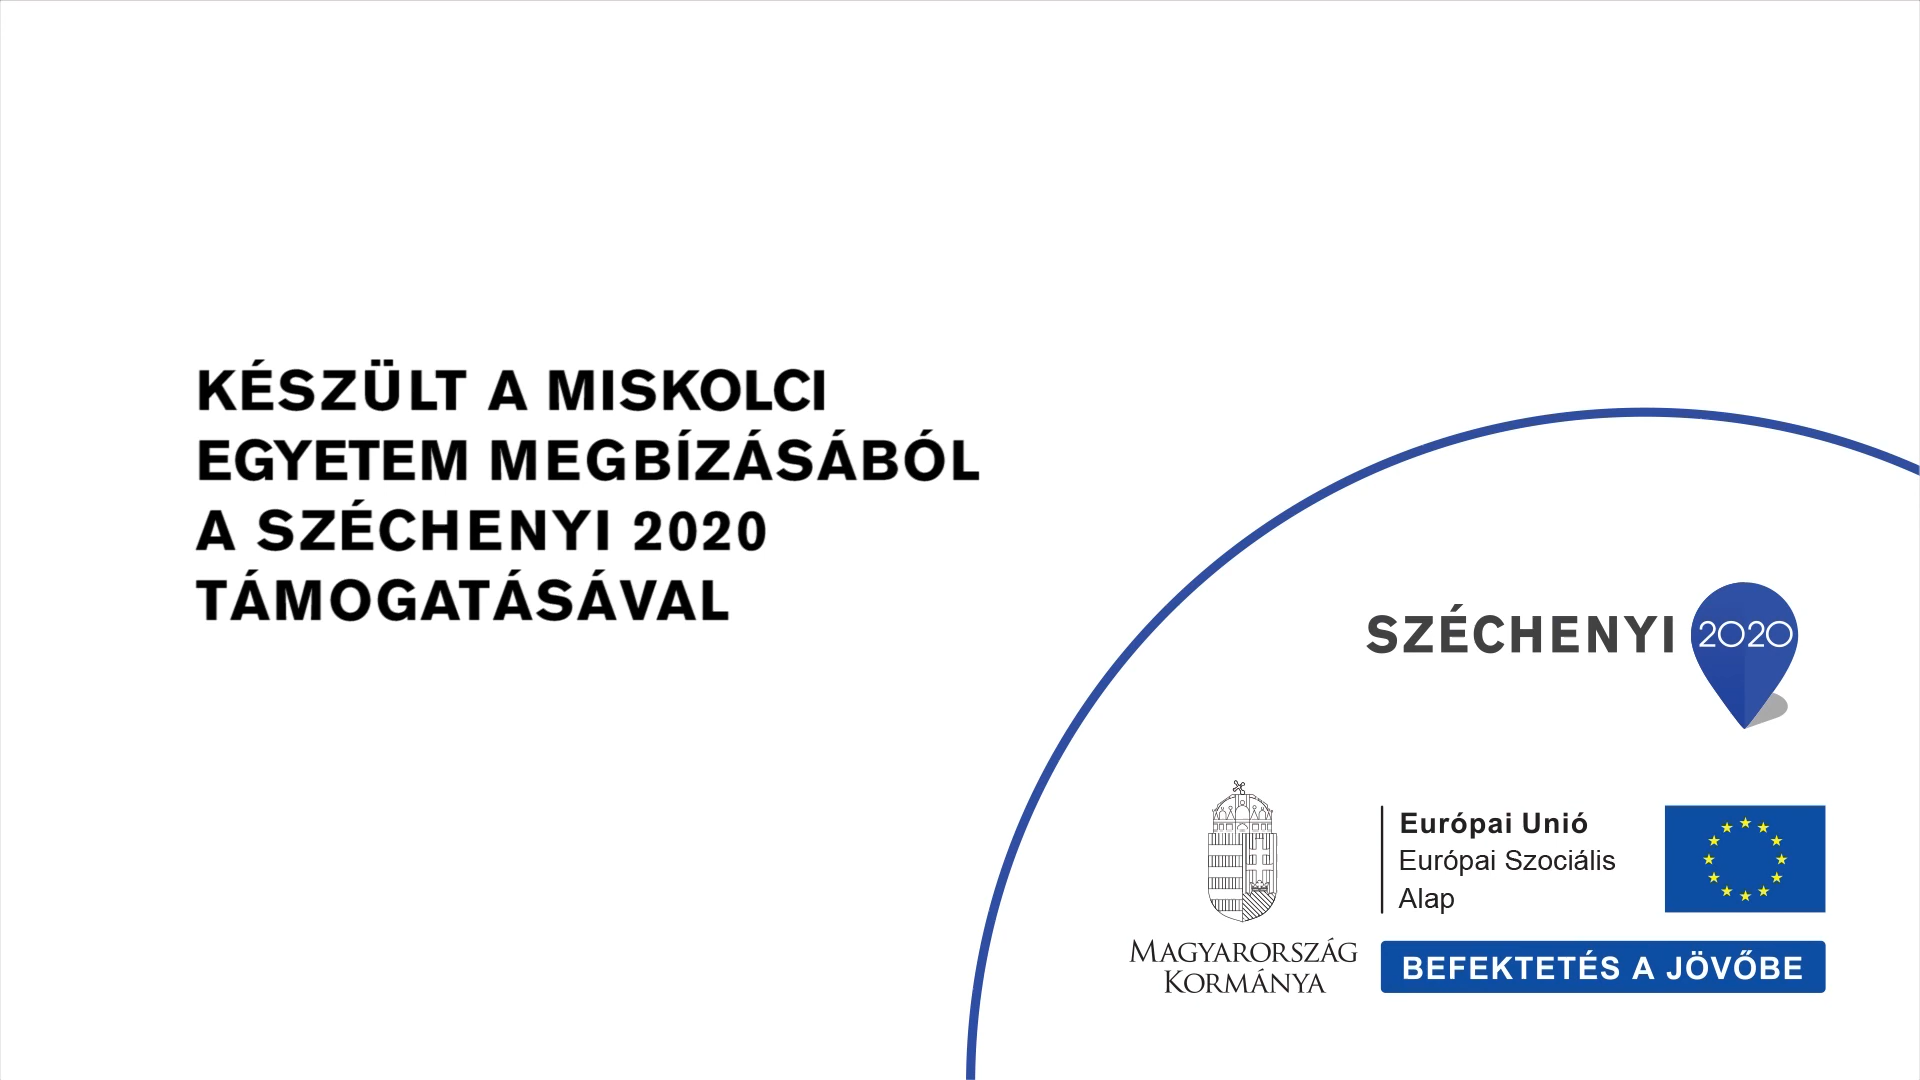 KÉSZÜLT A MISKOLCI
EGYETEM MEGBÍZÁSÁBÓL
A SZÉCHENYI 2020
TÁMOGATÁSÁVAL
SZÉCHENYI 2020
MAGYARORSZÁG
KORMÁNYA
Európai Unió
Európai Szociális
Alap
BEFEKTETÉS A JÖVŐBE